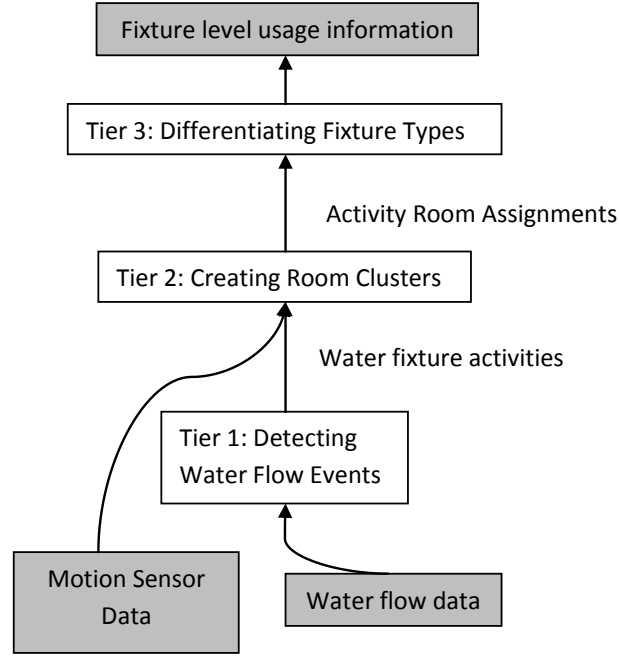 Fixture level usage information
Tier 3: Differentiating Fixture Types
Activity Room Assignments
Tier 2: Creating Room Clusters
Water fixture activities
Tier 1: Detecting
Water Flow Events
Motion Sensor
Data
Water flow data